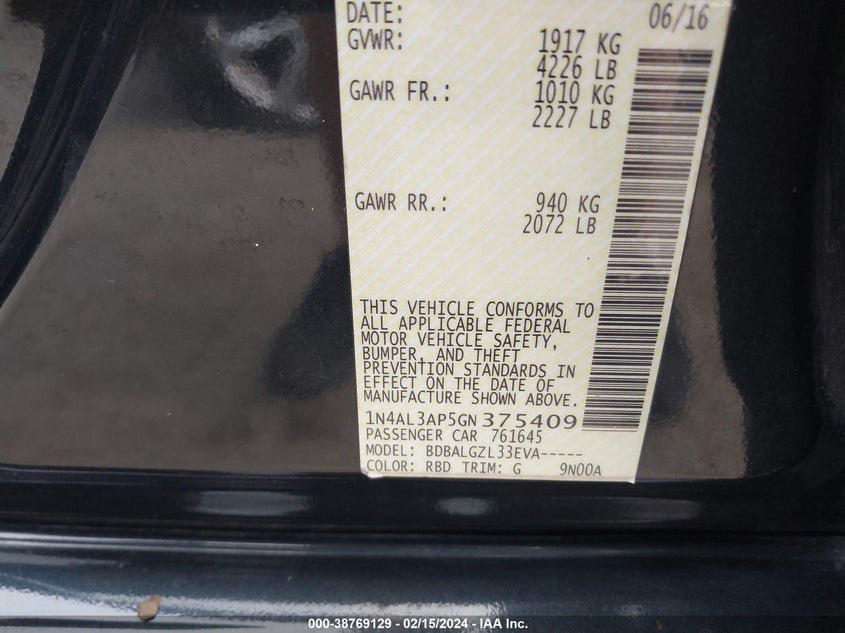 DATE: 06/16
GVWR: 1917 KG
4226 LB
GAWR FR.: 1010 KG
2227 LB
GAWR RR.: 940 KG
2072 LB
THIS VEHICLE CONFORMS TO
ALL APPLICABLE FEDERAL
MOTOR VEHICLE SAFETY,
BUMPER, AND THEFT
PREVENTION STANDARDS IN
EFFECT ON THE DATE OF
MANUFACTURE SHOWN ABOVE.
1N4AL3AP5GN375409
PASSENGER CAR 761645
MODEL: BDBALGZL33EVA-----
COLOR: RBD TRIM: G 9N00A
000-38769129 - 02/15/2024 - IAA Inc.